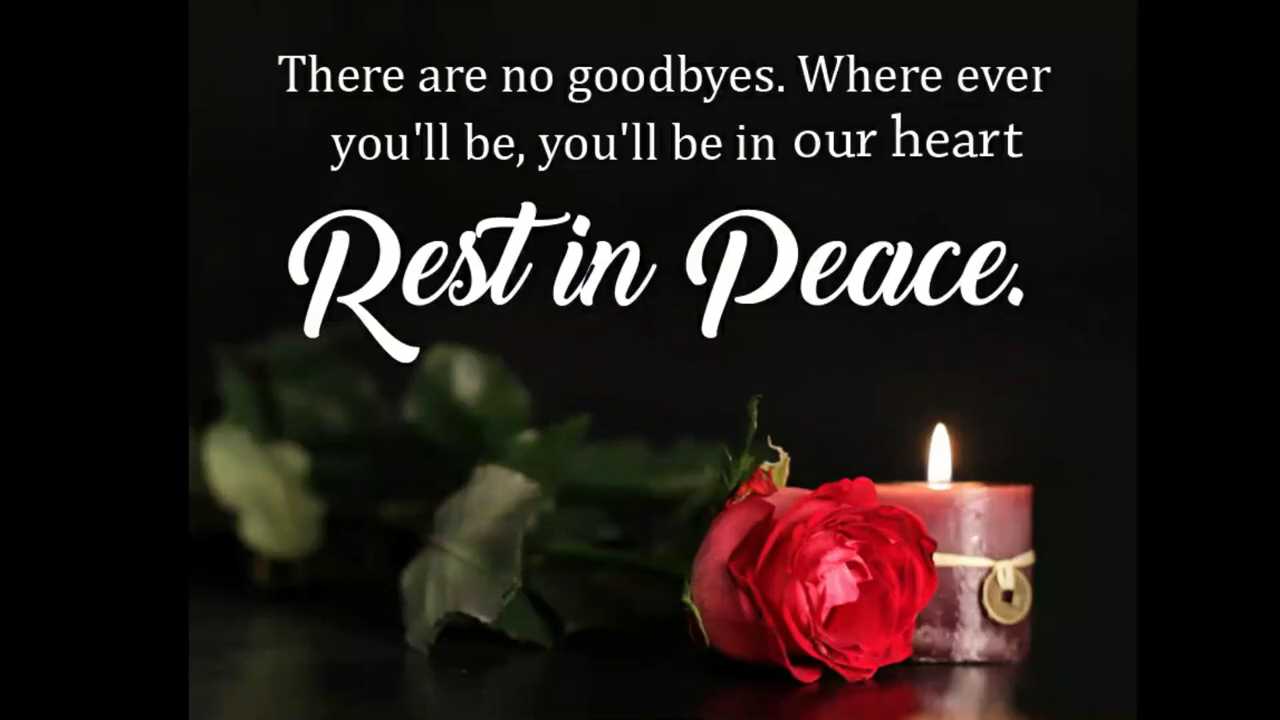 There are no goodbyes. Where ever
you'll be, you'll be in our heart
Rest in Peace.